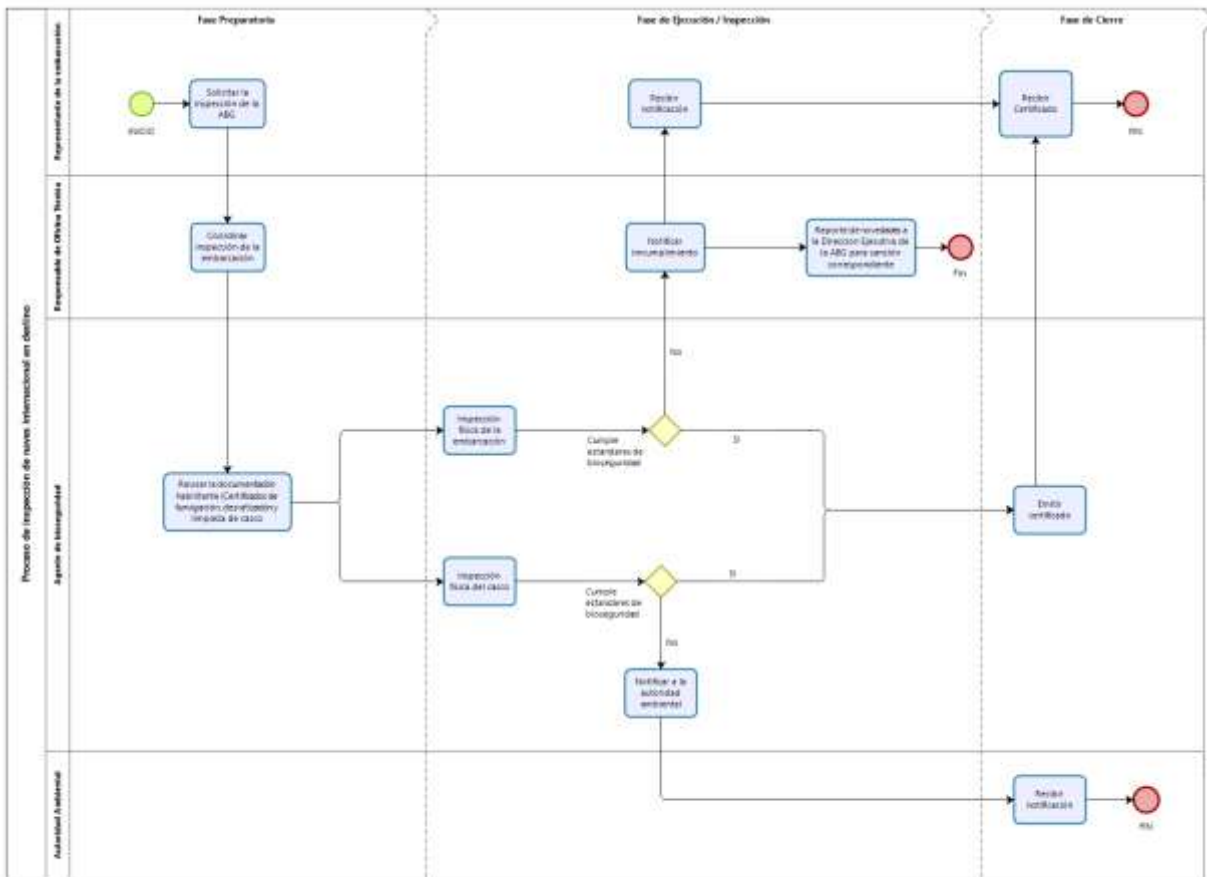 Proceso de inspección de naves internacional en destino
Fase Preparatoria
Fase de Ejecución / Inspección
Fase de Cierre
Representante de la embarcación
INICIO
Solicitar la
inspección de la
ABG
Recibir
notificación
Recibir
Certificado
FIN
Responsable de Oficina Técnica
Coordinar
inspección de la
embarcación
Notificar
incumplimiento
Reporte de novedades a
la Direccion Ejecutiva de
la ABG para sanción
correspondiente
Fin
Agente de bioseguridad
No
Inspección
física de la
embarcación
Cumple
estándares de
bioseguridad
Si
Revisar la documentación
habilitante (Certificados de
fumigación, desratización y
limpieza de casco
Emitir
certificado
Inspección
física del casco
Cumple
estándares de
bioseguridad
Si
No
Notificar a la
autoridad
ambiental
Autoridad Ambiental
Recibir
notificación
FIN